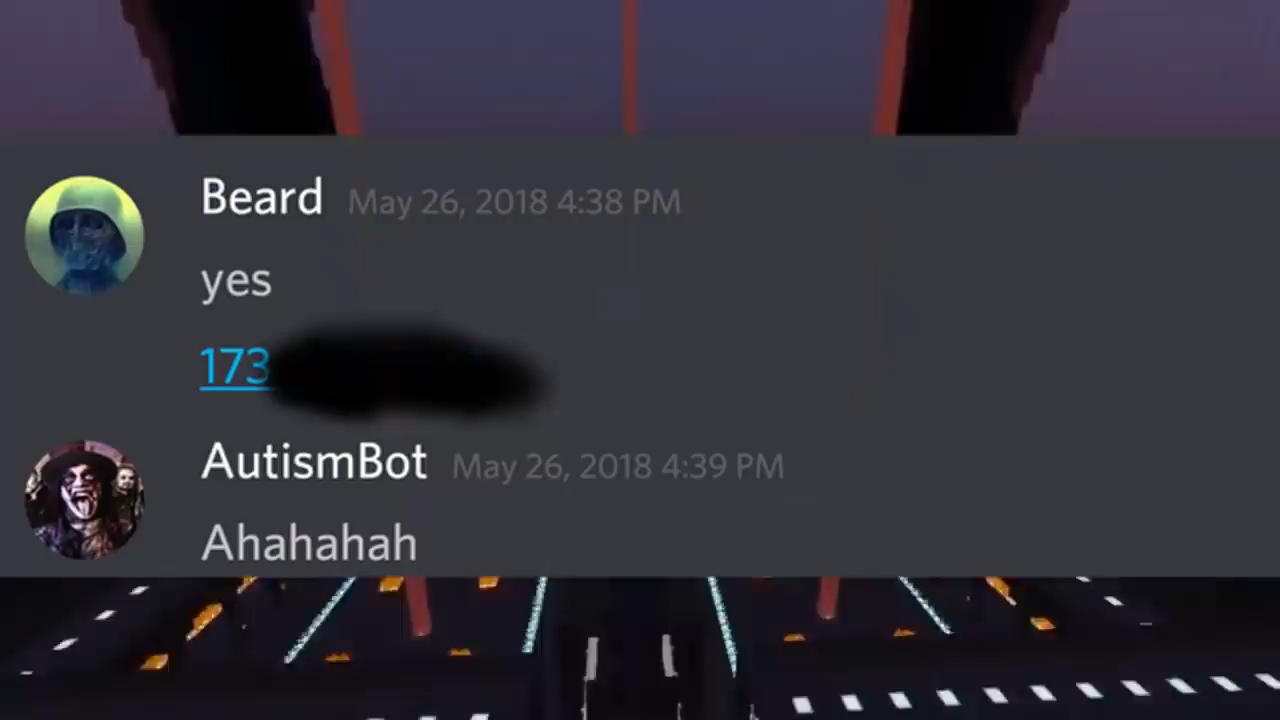 Beard May 26, 2018 4:38 PM
yes
173
AutismBot May 26, 2018 4:39 PM
Ahahahah